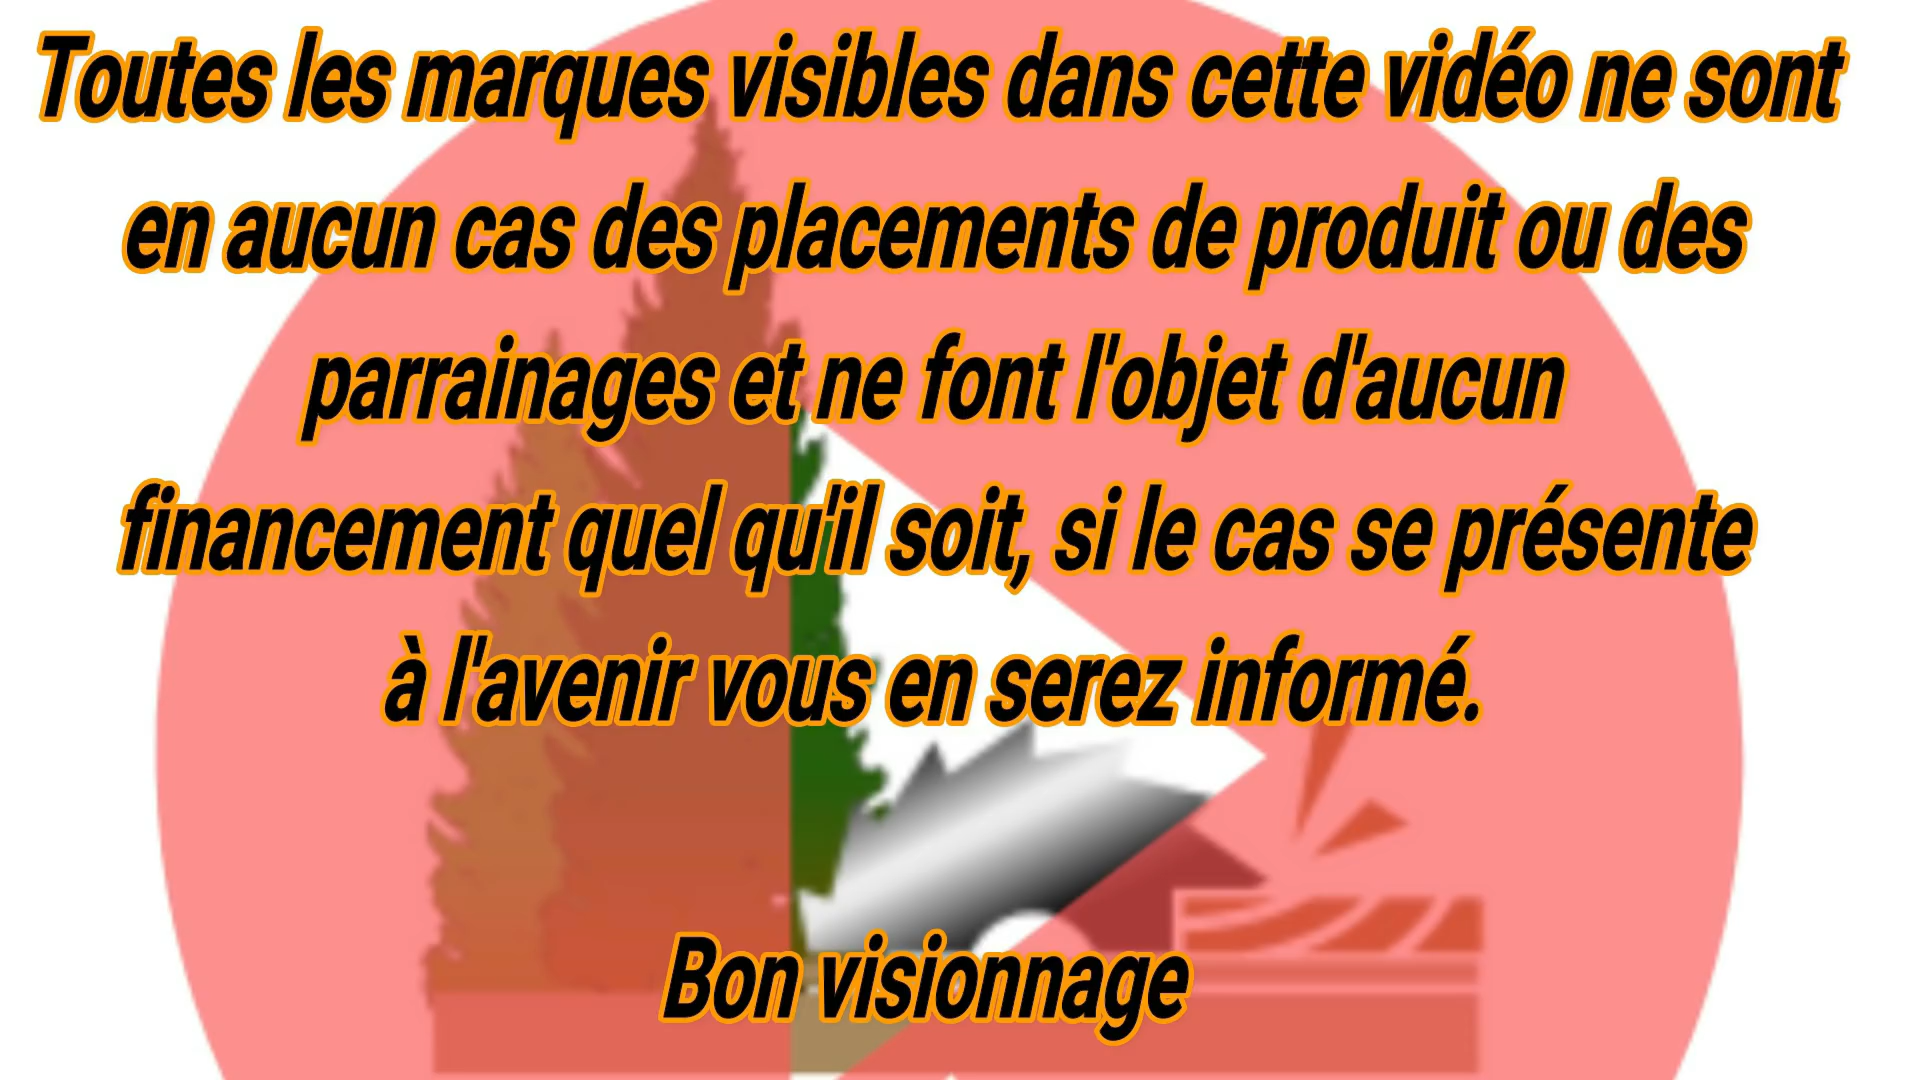 Toutes les marques visibles dans cette vidéo ne sont
en aucun cas des placements de produit ou des
parrainages et ne font l'objet d'aucun
financement quel qu'il soit, si le cas se présente
à l'avenir vous en serez informé.
Bon visionnage